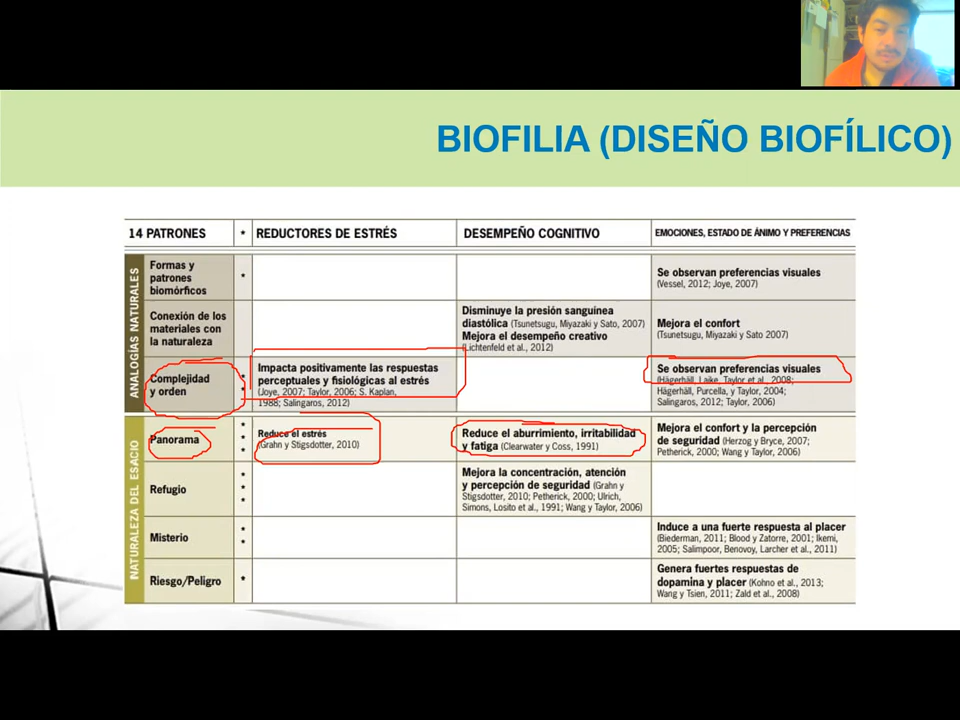 BIOFILIA (DISEÑO BIOFÍLICO)
14 PATRONES * REDUCTORES DE ESTRÉS DESEMPEÑO COGNITIVO EMOCIONES, ESTADO DE ÁNIMO Y PREFERENCIAS
ANALOGÍAS NATURALES
Formas y
patrones
biomórficos
*
Se observan preferencias visuales
(Vessel, 2012; Joye, 2007)
Conexión de los
materiales con
la naturaleza
Disminuye la presión sanguínea
diastólica (Tsunetsugu, Miyazaki y Sato, 2007)
Mejora el desempeño creativo
(Lichtenfeld et al., 2012)
Mejora el confort
(Tsunetsugu, Miyazaki y Sato 2007)
Complejidad
y orden
*
*
Impacta positivamente las respuestas
perceptuales y fisiológicas al estrés
(Joye, 2007; Taylor, 2006; S. Kaplan,
1988; Salingaros, 2012)
Se observan preferencias visuales
(Hägerhäll, Laike, Taylor et al., 2008;
Hägerhäll, Purcella, y Taylor, 2004;
Salingaros, 2012; Taylor, 2006)
NATURALEZA DEL ESACIO
Panorama
*
*
*
Reduce el estrés
(Grahn y Stigsdotter, 2010)
Reduce el aburrimiento, irritabilidad
y fatiga (Clearwater y Coss, 1991)
Mejora el confort y la percepción
de seguridad (Herzog y Bryce, 2007;
Petherick, 2000; Wang y Taylor, 2006)
Refugio
*
*
*
Mejora la concentración, atención
y percepción de seguridad (Grahn y
Stigsdotter, 2010; Petherick, 2000; Ulrich,
Simons, Losito et al., 1991; Wang y Taylor, 2006)
Misterio
*
*
Induce a una fuerte respuesta al placer
(Biederman, 2011; Blood y Zatorre, 2001; Ikemi,
2005; Salimpoor, Benovoy, Larcher et al., 2011)
Riesgo/Peligro
*
Genera fuertes respuestas de
dopamina y placer (Kohno et al., 2013;
Wang y Tsien, 2011; Zald et al., 2008)